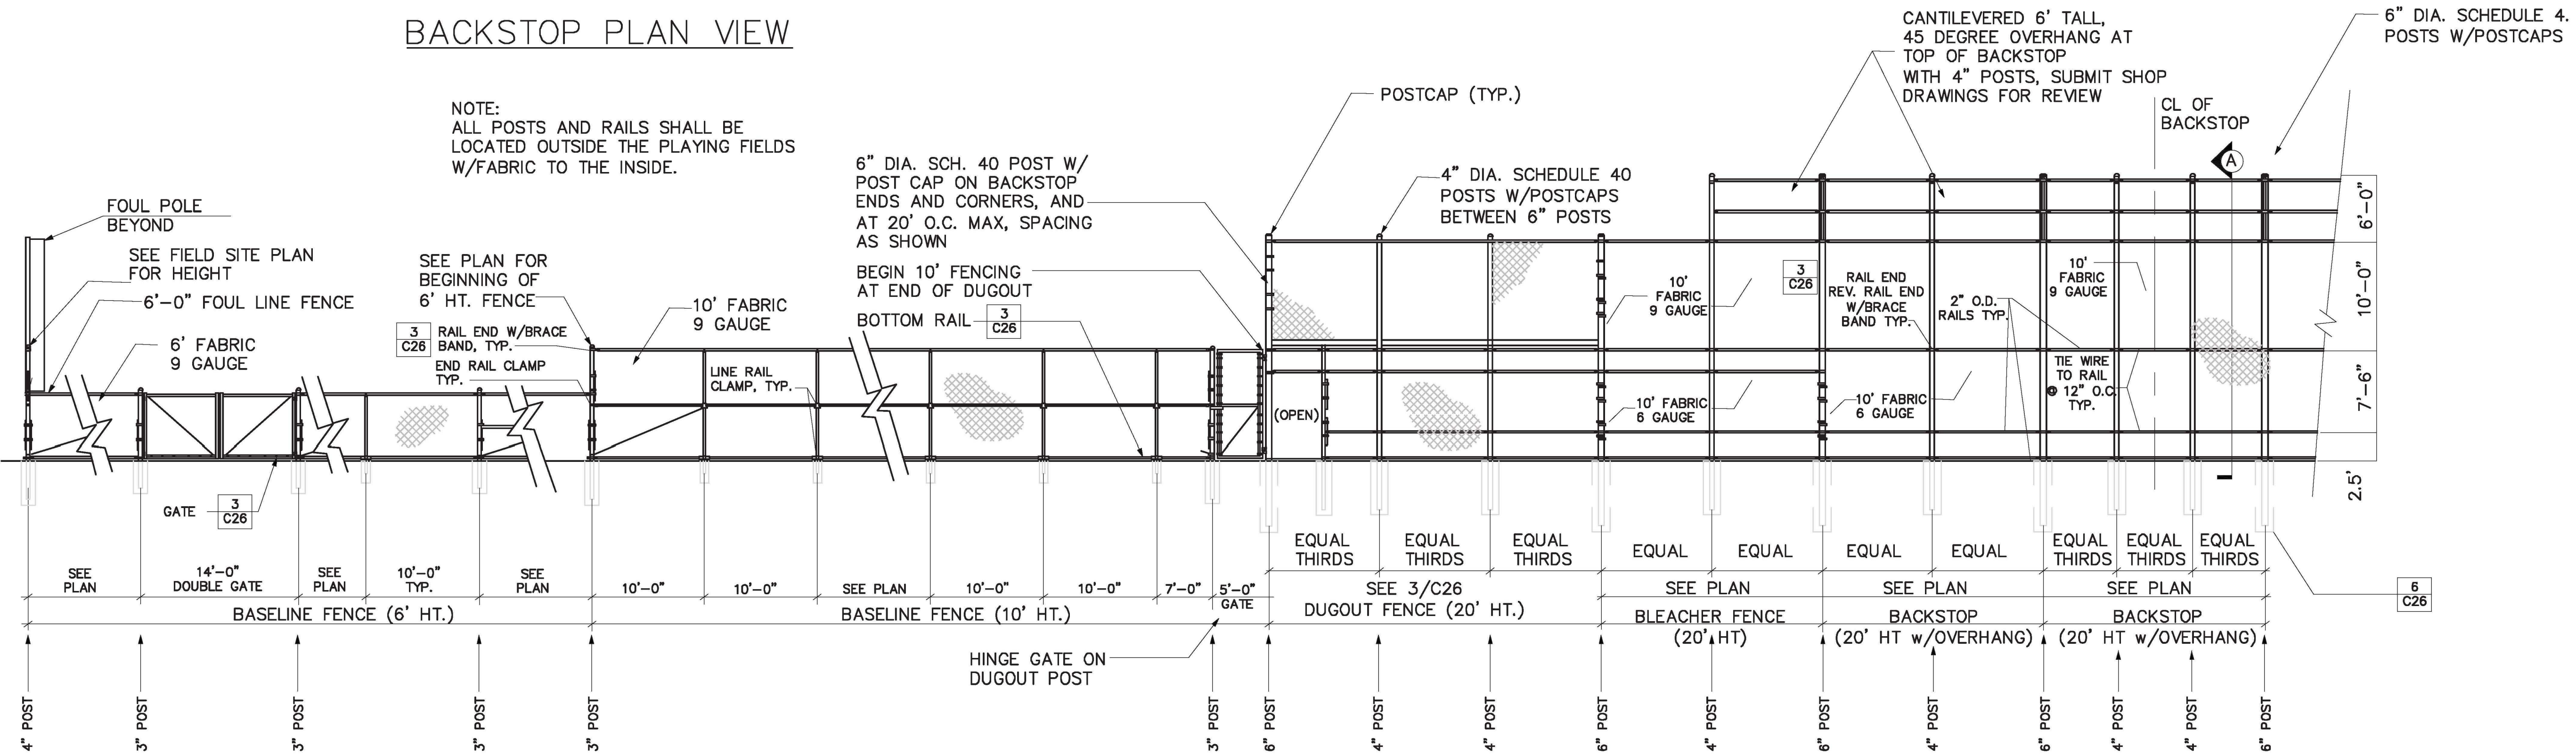 BACKSTOP PLAN VIEW
NOTE:
ALL POSTS AND RAILS SHALL BE
LOCATED OUTSIDE THE PLAYING FIELDS
W/FABRIC TO THE INSIDE.
FOUL POLE
BEYOND
SEE FIELD SITE PLAN
FOR HEIGHT
6'-0" FOUL LINE FENCE
6' FABRIC
9 GAUGE
SEE PLAN FOR
BEGINNING OF
6' HT. FENCE
3
C26
RAIL END W/BRACE
BAND, TYP.
END RAIL CLAMP
TYP.
10' FABRIC
9 GAUGE
LINE RAIL
CLAMP, TYP.
6" DIA. SCH. 40 POST W/
POST CAP ON BACKSTOP
ENDS AND CORNERS, AND
AT 20' O.C. MAX, SPACING
AS SHOWN
BEGIN 10' FENCING
AT END OF DUGOUT
BOTTOM RAIL
3
C26
POSTCAP (TYP.)
4" DIA. SCHEDULE 40
POSTS W/POSTCAPS
BETWEEN 6" POSTS
CANTILEVERED 6' TALL,
45 DEGREE OVERHANG AT
TOP OF BACKSTOP
WITH 4" POSTS, SUBMIT SHOP
DRAWINGS FOR REVIEW
CL OF
BACKSTOP
A
6" DIA. SCHEDULE 4.
POSTS W/POSTCAPS
(OPEN)
10'
FABRIC
9 GAUGE
3
C26
10' FABRIC
6 GAUGE
RAIL END
REV. RAIL END
W/BRACE
BAND TYP.
10' FABRIC
6 GAUGE
2" O.D.
RAILS TYP.
10'
FABRIC
9 GAUGE
TIE WIRE
TO RAIL
@ 12" O.C.
TYP.
6'-0"
10'-0"
7'-6"
2.5'
GATE
3
C26
SEE
PLAN
14'-0"
DOUBLE GATE
SEE
PLAN
10'-0"
TYP.
SEE
PLAN
10'-0"
10'-0"
SEE PLAN
10'-0"
10'-0"
7'-0"
5'-0"
GATE
EQUAL
THIRDS
EQUAL
THIRDS
EQUAL
THIRDS
EQUAL
EQUAL
EQUAL
EQUAL
EQUAL
THIRDS
EQUAL
THIRDS
EQUAL
THIRDS
BASELINE FENCE (6' HT.)
BASELINE FENCE (10' HT.)
SEE 3/C26
DUGOUT FENCE (20' HT.)
SEE PLAN
BLEACHER FENCE
(20' HT)
SEE PLAN
BACKSTOP
(20' HT w/OVERHANG)
SEE PLAN
BACKSTOP
(20' HT w/OVERHANG)
6
C26
HINGE GATE ON
DUGOUT POST
4" POST
3" POST
3" POST
3" POST
3" POST
3" POST
6" POST
4" POST
4" POST
6" POST
4" POST
6" POST
4" POST
6" POST
4" POST
4" POST
6" POST